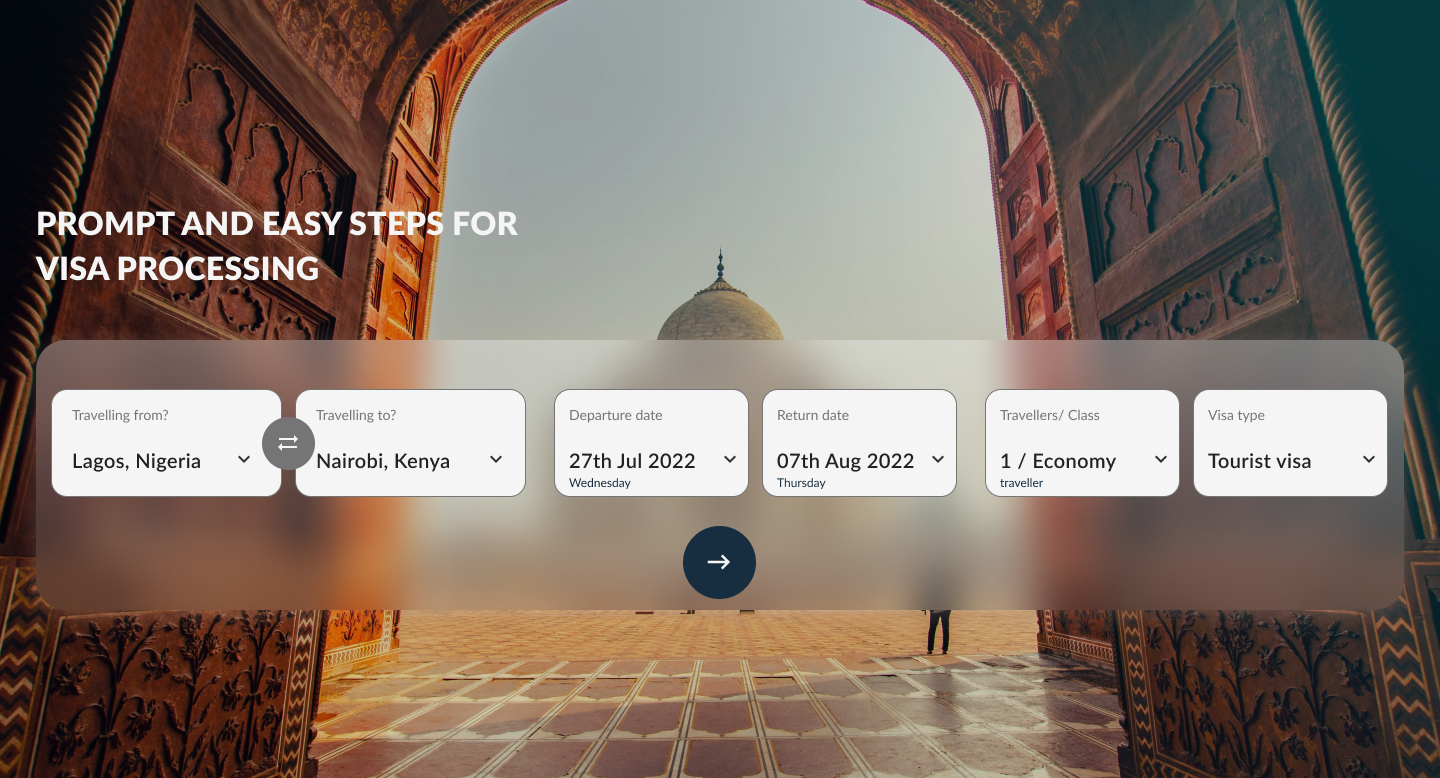 PROMPT AND EASY STEPS FOR
VISA PROCESSING
Travelling from?
Lagos, Nigeria
Travelling to?
Nairobi, Kenya
Departure date
27th Jul 2022
Wednesday
Return date
07th Aug 2022
Thursday
Travellers/ Class
1 / Economy
traveller
Visa type
Tourist visa